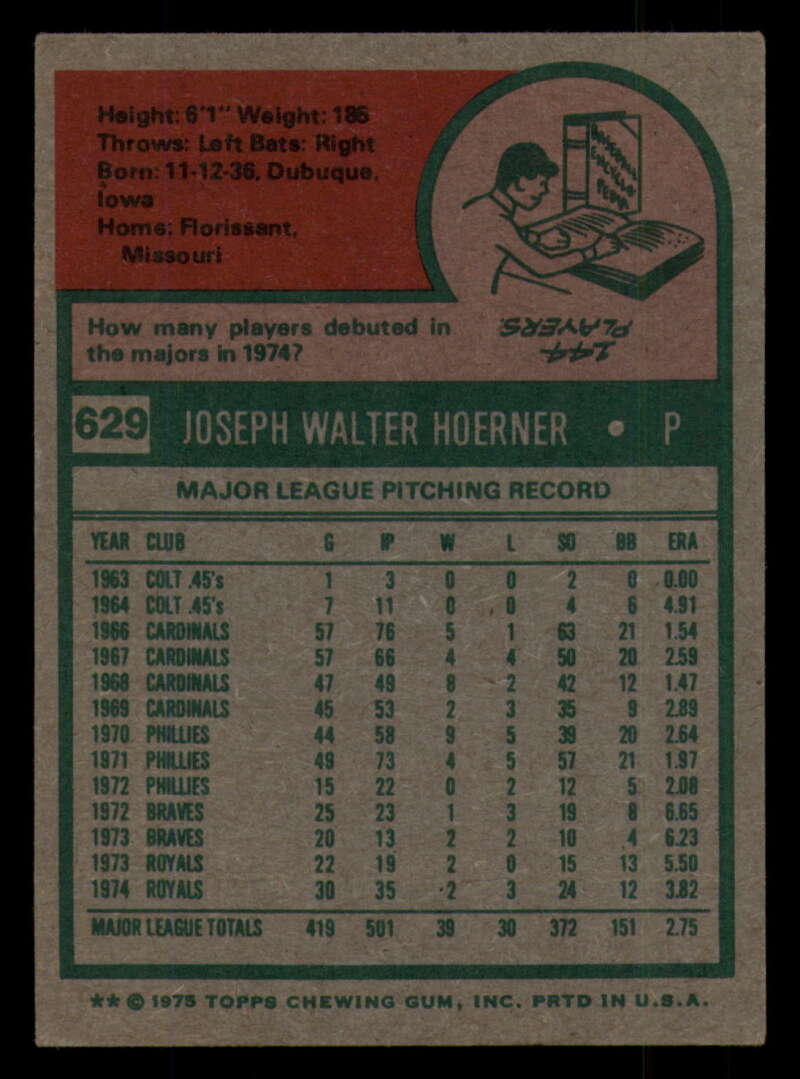 Height: 6'1" Weight: 185
Throws: Left Bats: Right
Born: 11-12-36, Dubuque,
Iowa
Home: Florissant,
Missouri
BASEBALL
ENCYCLO-
PEDIA
How many players debuted in
the majors in 1974?
144
PLAYERS.
629 JOSEPH WALTER HOERNER • P
MAJOR LEAGUE PITCHING RECORD
YEAR CLUB G IP W L SO BB ERA
1963 COLT .45's 1 3 0 0 2 0 0.00
1964 COLT .45's 7 11 0 0 4 6 4.91
1966 CARDINALS 57 76 5 1 63 21 1.54
1967 CARDINALS 57 66 4 4 50 20 2.59
1968 CARDINALS 47 49 8 2 42 12 1.47
1969 CARDINALS 45 53 2 3 35 9 2.89
1970 PHILLIES 44 58 9 5 39 20 2.64
1971 PHILLIES 49 73 4 5 57 21 1.97
1972 PHILLIES 15 22 0 2 12 5 2.08
1972 BRAVES 25 23 1 3 19 8 6.65
1973 BRAVES 20 13 2 2 10 4 6.23
1973 ROYALS 22 19 2 0 15 13 5.50
1974 ROYALS 30 35 2 3 24 12 3.82
MAJOR LEAGUE TOTALS 419 501 39 30 372 151 2.75
** © 1975 TOPPS CHEWING GUM, INC. PRTD IN U.S.A.